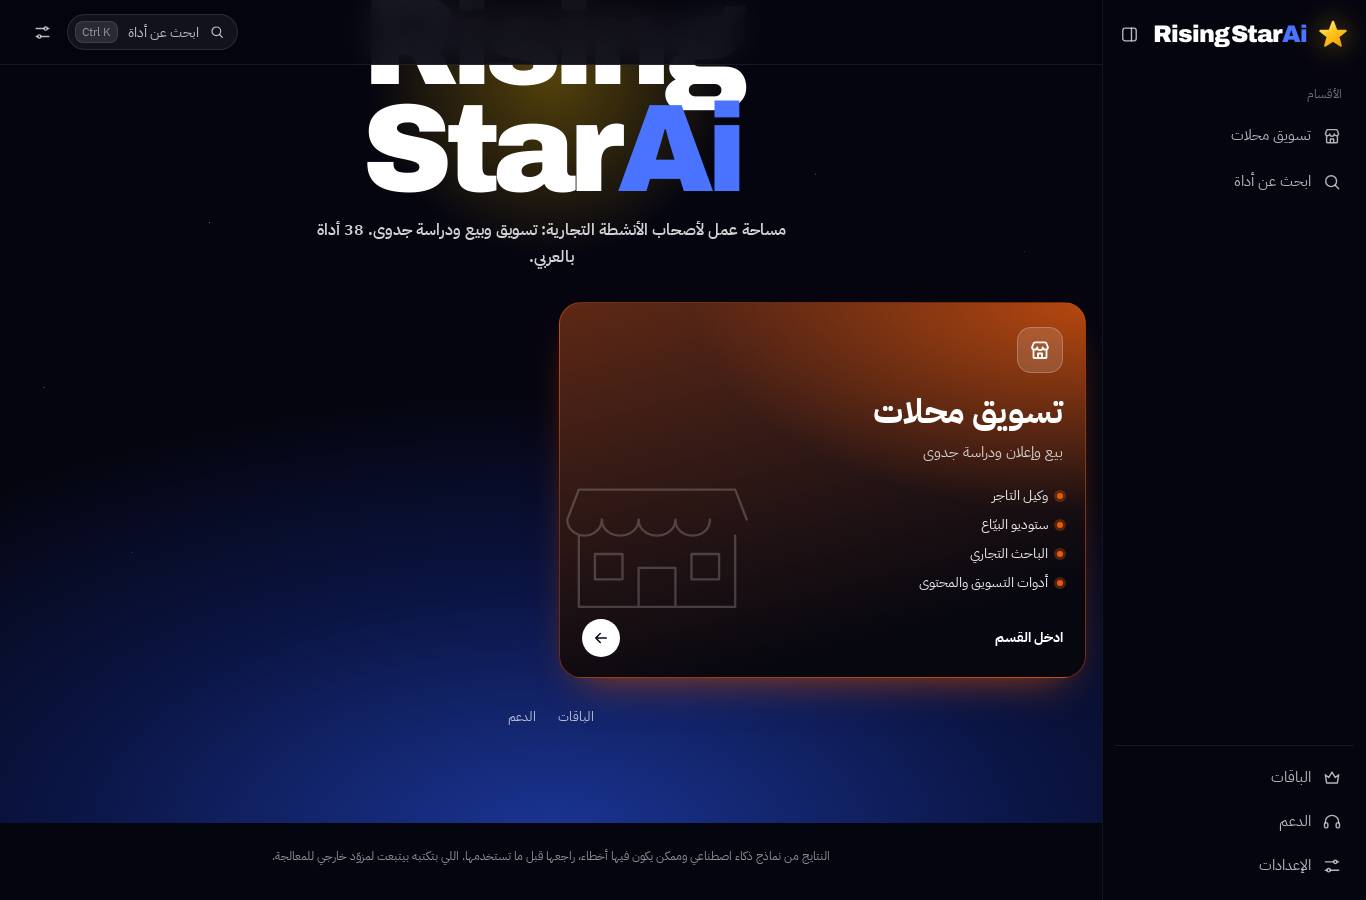 RisingStarAi
الأقسام
تسويق محلات
ابحث عن أداة
الباقات
الدعم
الإعدادات
ابحث عن أداة
Ctrl K
Rising
StarAi
مساحة عمل لأصحاب الأنشطة التجارية: تسويق وبيع ودراسة جدوى. 38 أداة
بالعربي.
تسويق محلات
بيع وإعلان ودراسة جدوى
وكيل التاجر
ستوديو البيّاع
الباحث التجاري
أدوات التسويق والمحتوى
ادخل القسم
الباقات
الدعم
النتايج من نماذج ذكاء اصطناعي وممكن يكون فيها أخطاء، راجعها قبل ما تستخدمها. اللي بتكتبه بيتبعت لمزوّد خارجي للمعالجة.